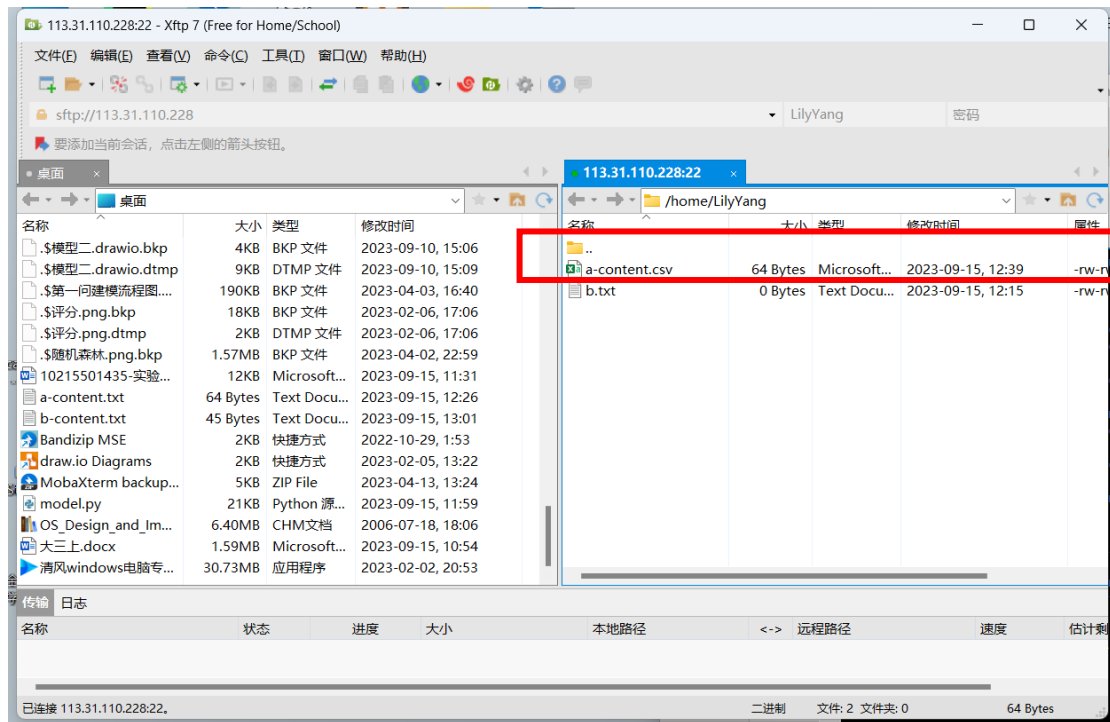 113.31.110.228:22 - Xftp 7 (Free for Home/School)
文件(F) 编辑(E) 查看(V) 命令(C) 工具(T) 窗口(W) 帮助(H)
sftp://113.31.110.228 LilyYang 密码
要添加当前会话，点击左侧的箭头按钮。
桌面 × 113.31.110.228:22 ×
桌面 /home/LilyYang
名称 大小 类型 修改时间
.$模型二.drawio.bkp 4KB BKP 文件 2023-09-10, 15:06
.$模型二.drawio.dtmp 9KB DTMP 文件 2023-09-10, 15:09
.$第一问建模流程图.... 190KB BKP 文件 2023-04-03, 16:40
.$评分.png.bkp 18KB BKP 文件 2023-02-06, 17:06
.$评分.png.dtmp 2KB DTMP 文件 2023-02-06, 17:06
.$随机森林.png.bkp 1.57MB BKP 文件 2023-04-02, 22:59
10215501435-实验... 12KB Microsoft... 2023-09-15, 11:31
a-content.txt 64 Bytes Text Docu... 2023-09-15, 12:26
b-content.txt 45 Bytes Text Docu... 2023-09-15, 13:01
Bandizip MSE 2KB 快捷方式 2022-10-29, 1:53
draw.io Diagrams 2KB 快捷方式 2023-02-05, 13:22
MobaXterm backup... 5KB ZIP File 2023-04-13, 13:24
model.py 21KB Python 源... 2023-09-15, 11:59
OS_Design_and_Im... 6.40MB CHM文档 2006-07-18, 18:06
大三上.docx 1.59MB Microsoft... 2023-09-15, 10:54
清风windows电脑专... 30.73MB 应用程序 2023-02-02, 20:53
名称 大小 类型 修改时间 属性
..
a-content.csv 64 Bytes Microsoft... 2023-09-15, 12:39 -rw-r
b.txt 0 Bytes Text Docu... 2023-09-15, 12:15 -rw-r
传输 日志
名称 状态 进度 大小 本地路径 <-> 远程路径 速度 估计剩
已连接 113.31.110.228:22。 二进制 文件: 2 文件夹: 0 64 Bytes